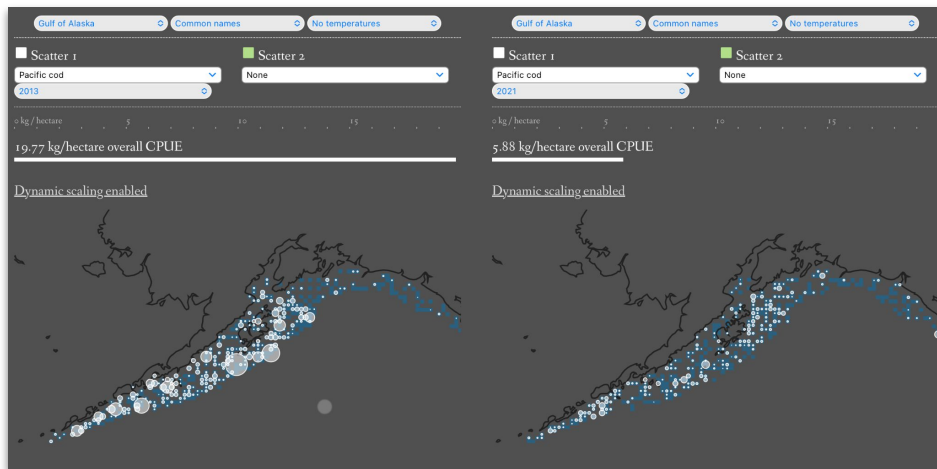 Gulf of Alaska Common names No temperatures
Scatter 1 Scatter 2
Pacific cod None
2013
0 kg / hectare 5 10 15
19.77 kg/hectare overall CPUE
Dynamic scaling enabled
Gulf of Alaska Common names No temperatures
Scatter 1 Scatter 2
Pacific cod None
2021
0 kg / hectare 5 10 15
5.88 kg/hectare overall CPUE
Dynamic scaling enabled